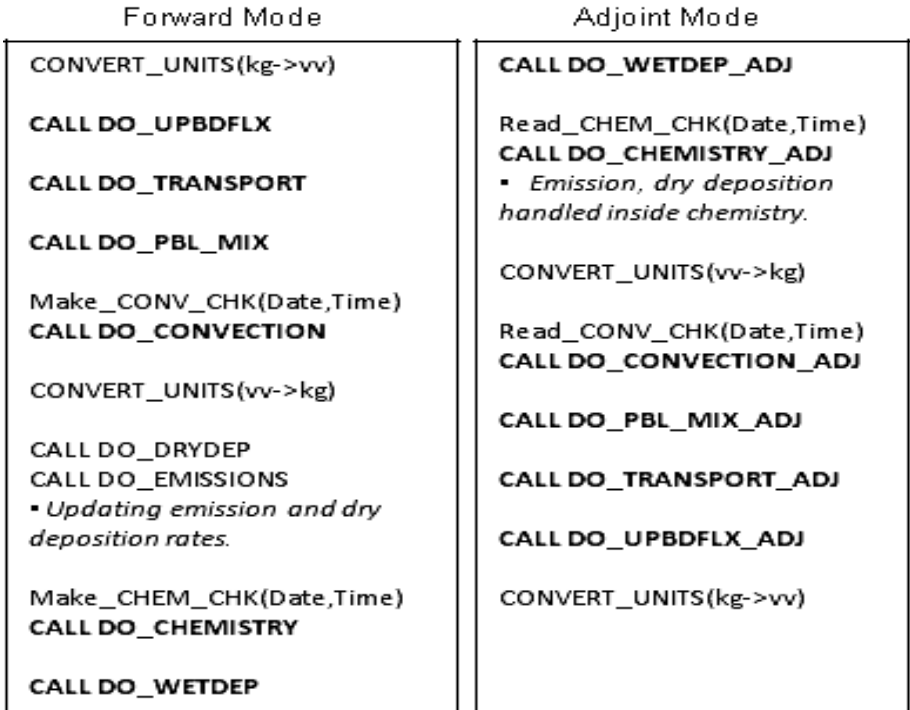 Forward Mode
CONVERT_UNITS(kg->vv)
CALL DO_UPBDFLX
CALL DO_TRANSPORT
CALL DO_PBL_MIX
Make_CONV_CHK(Date,Time)
CALL DO_CONVECTION
CONVERT_UNITS(vv->kg)
CALL DO_DRYDEP
CALL DO_EMISSIONS
▪ Updating emission and dry
deposition rates.
Make_CHEM_CHK(Date,Time)
CALL DO_CHEMISTRY
CALL DO_WETDEP
Adjoint Mode
CALL DO_WETDEP_ADJ
Read_CHEM_CHK(Date,Time)
CALL DO_CHEMISTRY_ADJ
▪ Emission, dry deposition
handled inside chemistry.
CONVERT_UNITS(vv->kg)
Read_CONV_CHK(Date,Time)
CALL DO_CONVECTION_ADJ
CALL DO_PBL_MIX_ADJ
CALL DO_TRANSPORT_ADJ
CALL DO_UPBDFLX_ADJ
CONVERT_UNITS(kg->vv)